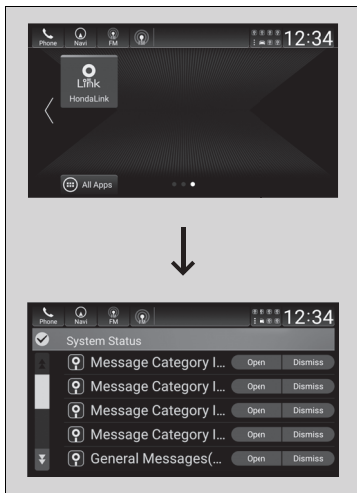 Phone Navi FM 12:34
Link
HondaLink
All Apps
Phone Navi FM 12:34
System Status
Message Category I... Open Dismiss
Message Category I... Open Dismiss
Message Category I... Open Dismiss
Message Category I... Open Dismiss
General Messages(... Open Dismiss